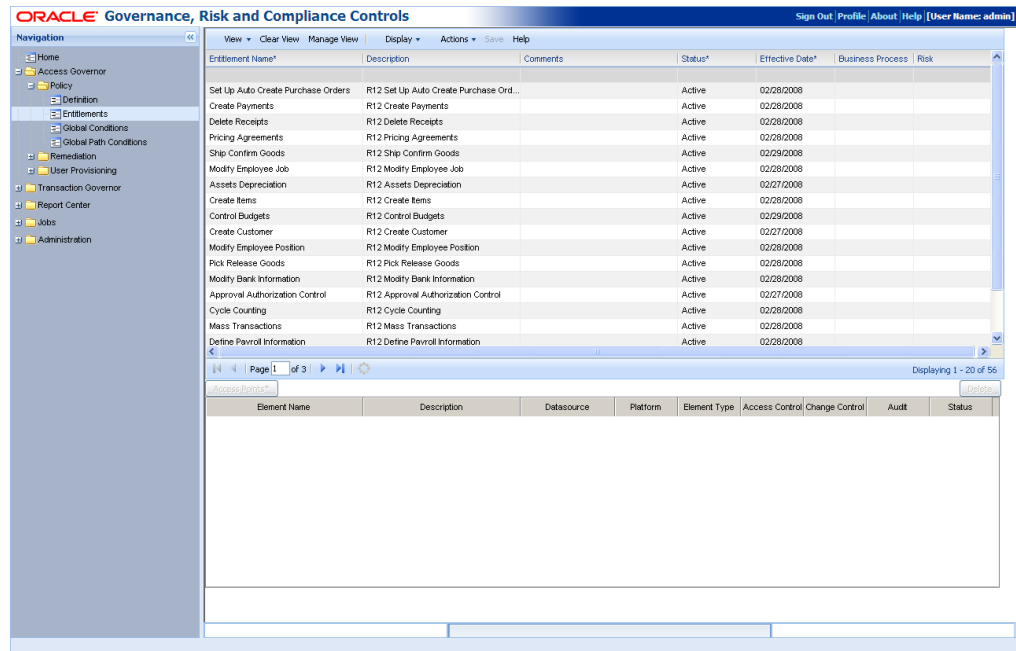 ORACLE Governance, Risk and Compliance Controls
Sign Out Profile About Help [User Name: admin]
Navigation
View Clear View Manage View Display Actions Save Help
Home
Access Governor
Policy
Definition
Entitlements
Global Conditions
Global Path Conditions
Remediation
User Provisioning
Transaction Governor
Report Center
Jobs
Administration
Entitlement Name* Description Comments Status* Effective Date* Business Process Risk
Set Up Auto Create Purchase Orders R12 Set Up Auto Create Purchase Ord... Active 02/28/2008
Create Payments R12 Create Payments Active 02/28/2008
Delete Receipts R12 Delete Receipts Active 02/28/2008
Pricing Agreements R12 Pricing Agreements Active 02/28/2008
Ship Confirm Goods R12 Ship Confirm Goods Active 02/29/2008
Modify Employee Job R12 Modify Employee Job Active 02/28/2008
Assets Depreciation R12 Assets Depreciation Active 02/27/2008
Create Items R12 Create Items Active 02/28/2008
Control Budgets R12 Control Budgets Active 02/29/2008
Create Customer R12 Create Customer Active 02/27/2008
Modify Employee Position R12 Modify Employee Position Active 02/28/2008
Pick Release Goods R12 Pick Release Goods Active 02/28/2008
Modify Bank Information R12 Modify Bank Information Active 02/28/2008
Approval Authorization Control R12 Approval Authorization Control Active 02/27/2008
Cycle Counting R12 Cycle Counting Active 02/28/2008
Mass Transactions R12 Mass Transactions Active 02/28/2008
Define Payroll Information R12 Define Payroll Information Active 02/28/2008
Page 1 of 3
Displaying 1 - 20 of 56
Access Points* Delete
Element Name Description Datasource Platform Element Type Access Control Change Control Audit Status